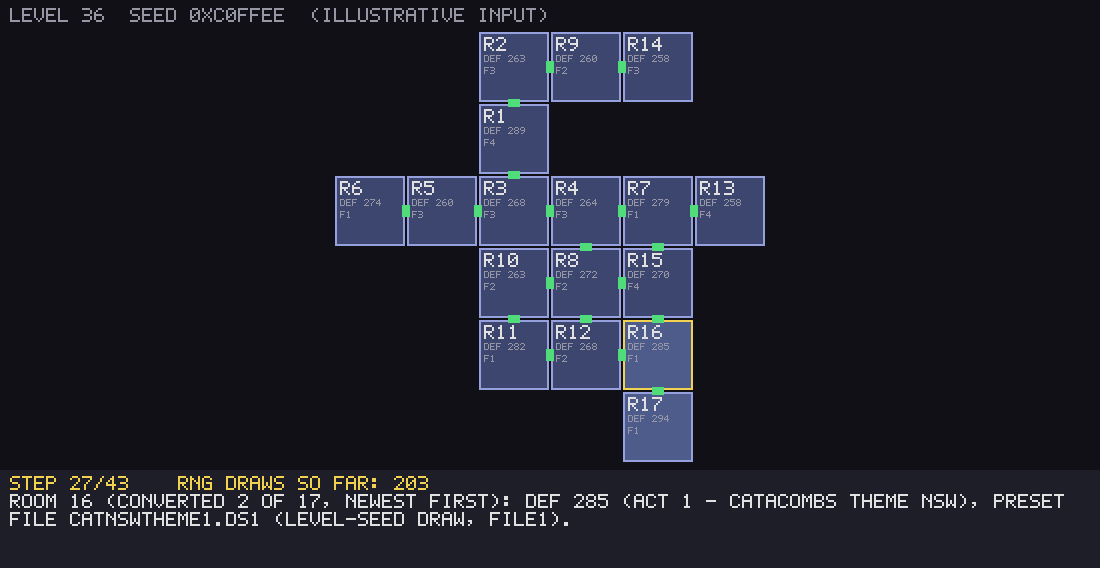 LEVEL 36  SEED 0XC0FFEE  (ILLUSTRATIVE INPUT)
R2 R9 R14
DEF 263 DEF 260 DEF 258
F3 F2 F3
R1
DEF 289
F4
R6 R5 R3 R4 R7 R13
DEF 274 DEF 260 DEF 268 DEF 264 DEF 279 DEF 258
F1 F3 F3 F3 F1 F4
R10 R8 R15
DEF 263 DEF 272 DEF 270
F2 F2 F4
R11 R12 R16
DEF 282 DEF 268 DEF 285
F1 F2 F1
R17
DEF 294
F1
STEP 27/43    RNG DRAWS SO FAR: 203
ROOM 16 (CONVERTED 2 OF 17, NEWEST FIRST): DEF 285 (ACT 1 - CATACOMBS THEME NSW), PRESET
FILE CATNSWTHEME1.DS1 (LEVEL-SEED DRAW, FILE1).